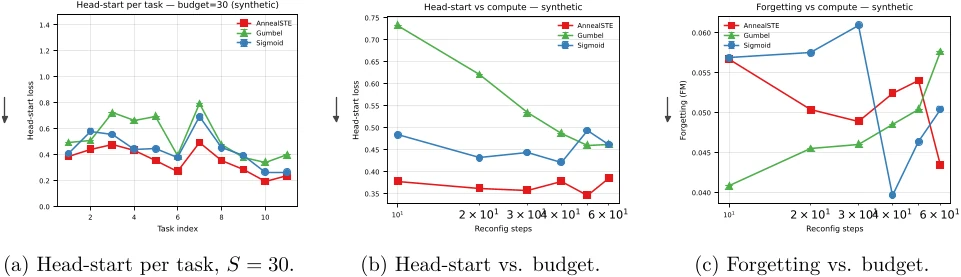 Head-start per task — budget=30 (synthetic)
AnnealSTE
Gumbel
Sigmoid
Head-start loss
1.4
1.2
1.0
0.8
0.6
0.4
0.2
0.0
2 4 6 8 10
Task index
(a) Head-start per task, S = 30.
Head-start vs compute — synthetic
AnnealSTE
Gumbel
Sigmoid
Head-start loss
0.75
0.70
0.65
0.60
0.55
0.50
0.45
0.40
0.35
10¹ 2 × 10¹ 3 × 10¹ 4 × 10¹ 6 × 10¹
Reconfig steps
(b) Head-start vs. budget.
Forgetting vs compute — synthetic
AnnealSTE
Gumbel
Sigmoid
Forgetting (FM)
0.060
0.055
0.050
0.045
0.040
10¹ 2 × 10¹ 3 × 10¹ 4 × 10¹ 6 × 10¹
Reconfig steps
(c) Forgetting vs. budget.